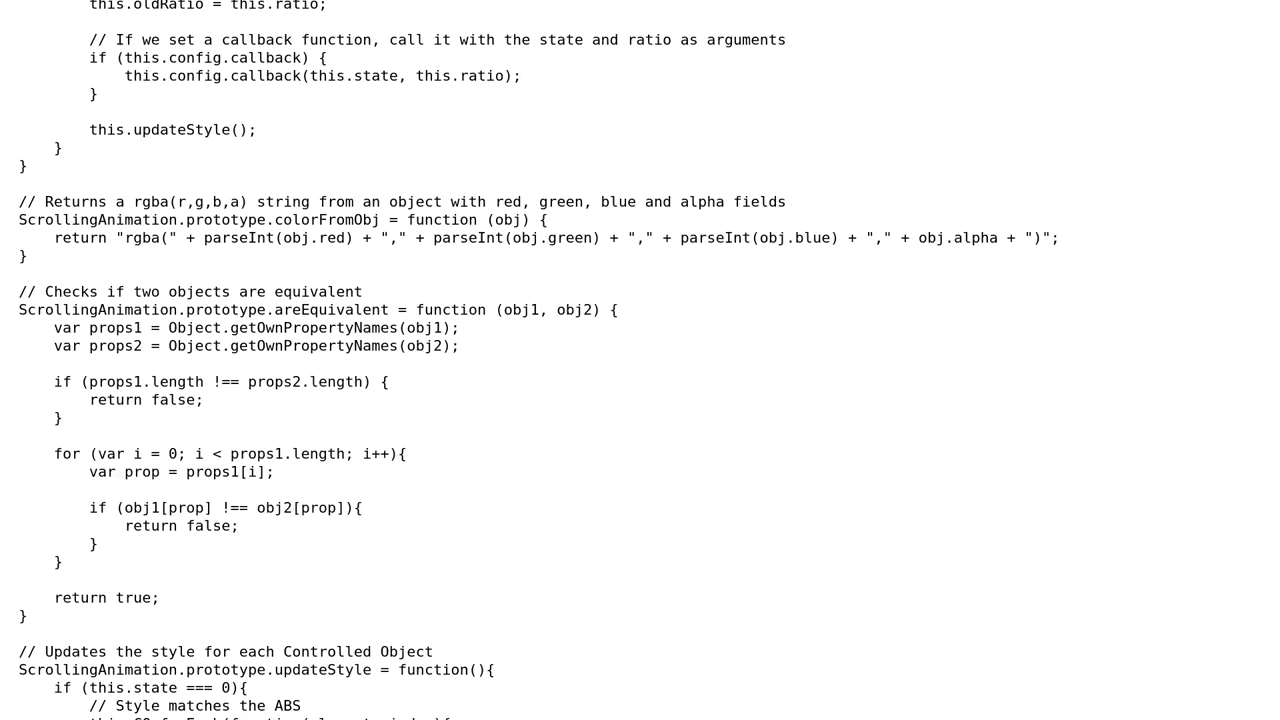 this.oldRatio = this.ratio;
// If we set a callback function, call it with the state and ratio as arguments
if (this.config.callback) {
this.config.callback(this.state, this.ratio);
}
this.updateStyle();
}
}
// Returns a rgba(r,g,b,a) string from an object with red, green, blue and alpha fields
ScrollingAnimation.prototype.colorFromObj = function (obj) {
return "rgba(" + parseInt(obj.red) + "," + parseInt(obj.green) + "," + parseInt(obj.blue) + "," + obj.alpha + ")";
}
// Checks if two objects are equivalent
ScrollingAnimation.prototype.areEquivalent = function (obj1, obj2) {
var props1 = Object.getOwnPropertyNames(obj1);
var props2 = Object.getOwnPropertyNames(obj2);
if (props1.length !== props2.length) {
return false;
}
for (var i = 0; i < props1.length; i++){
var prop = props1[i];
if (obj1[prop] !== obj2[prop]){
return false;
}
}
return true;
}
// Updates the style for each Controlled Object
ScrollingAnimation.prototype.updateStyle = function(){
if (this.state === 0){
// Style matches the ABS